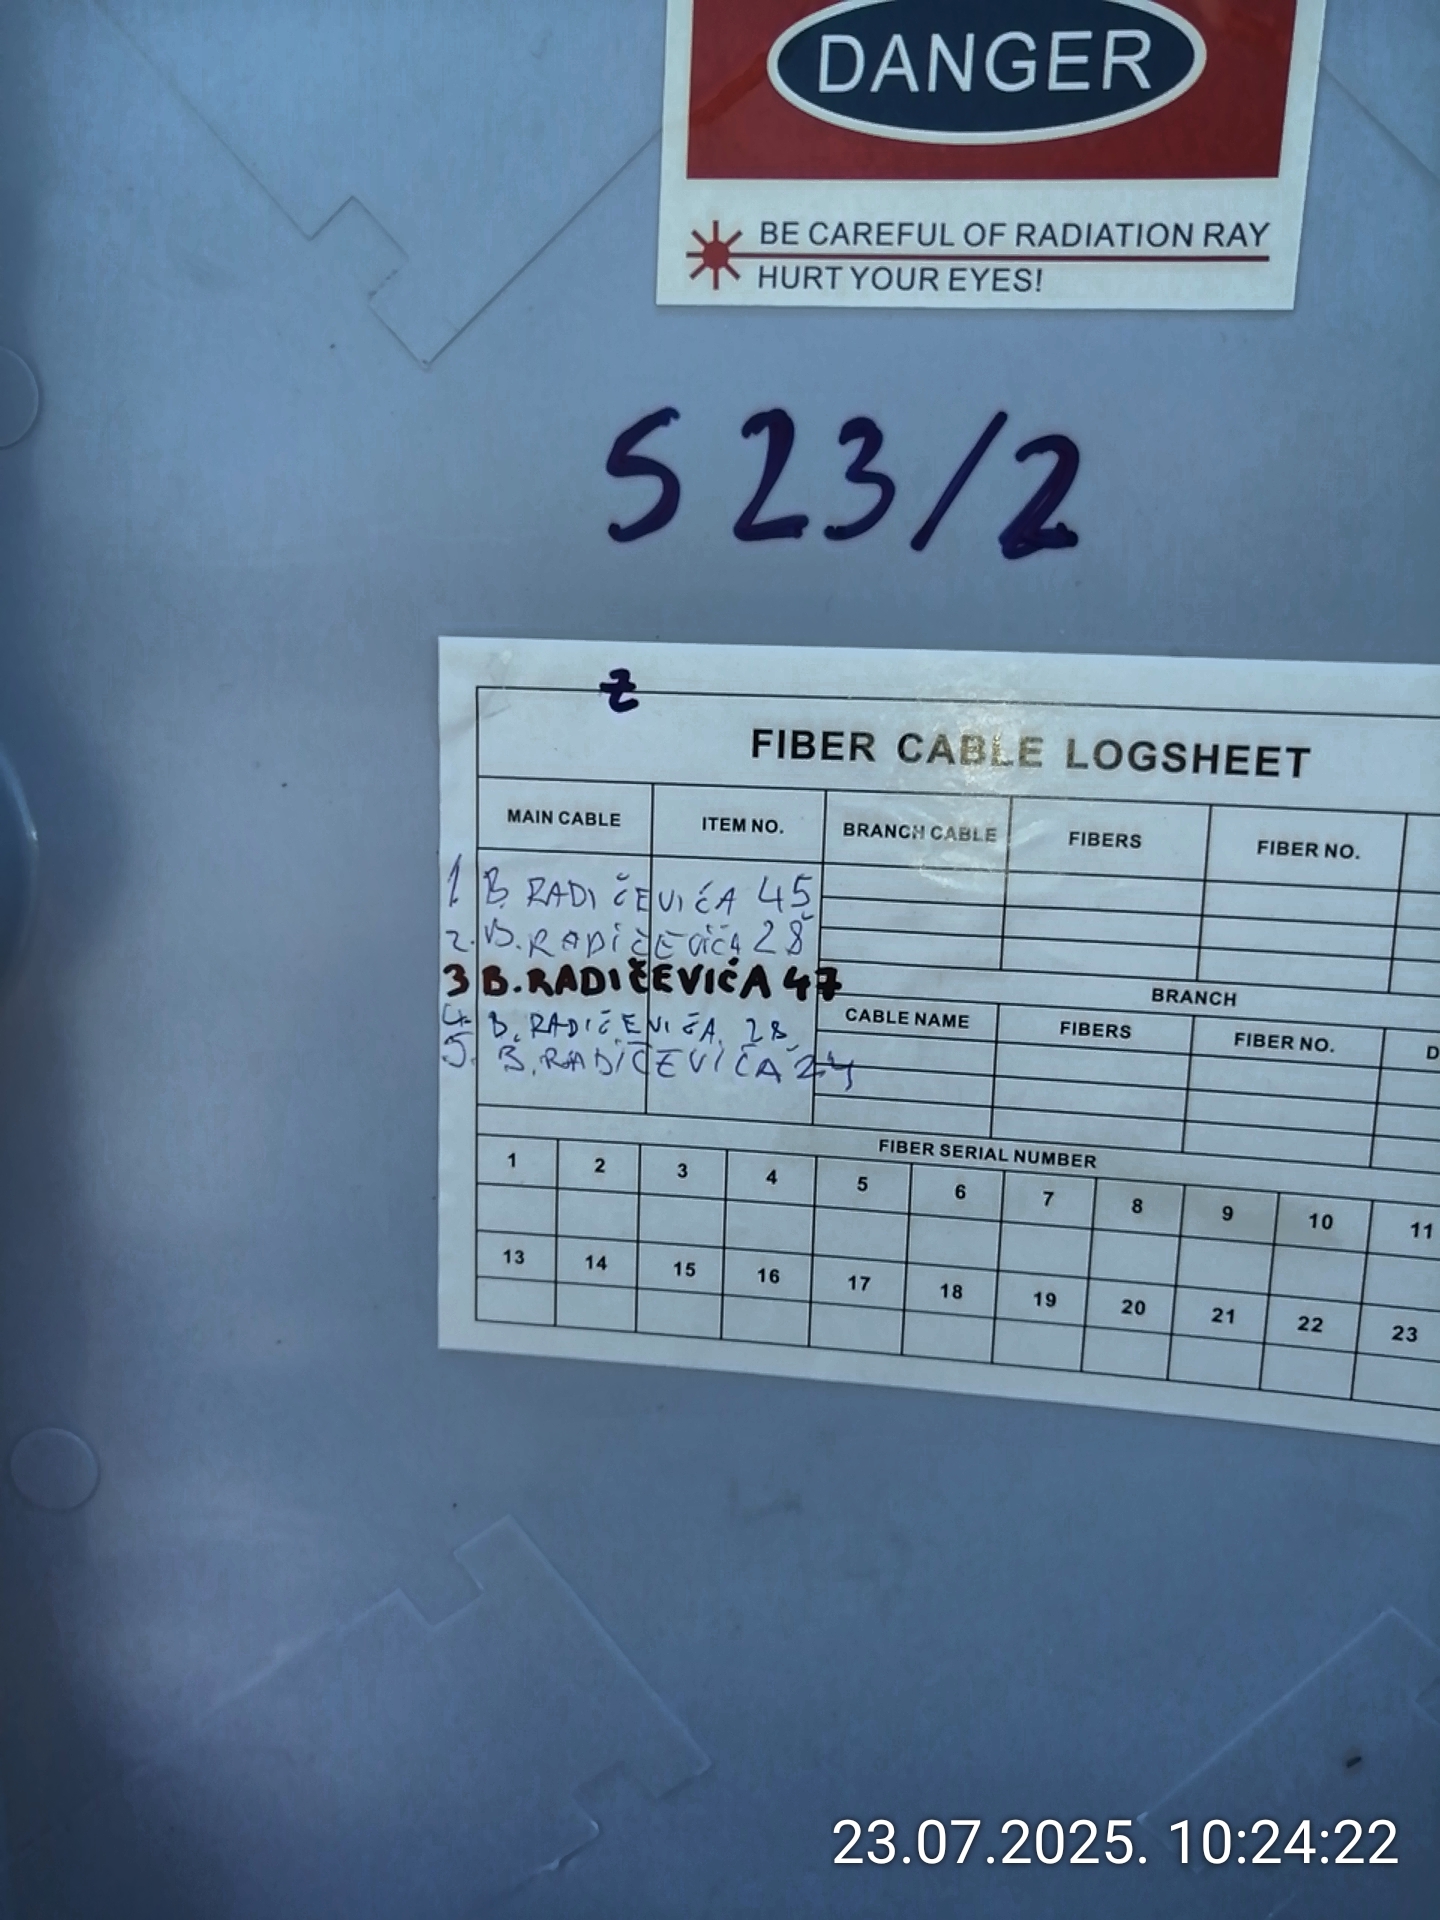 DANGER
BE CAREFUL OF RADIATION RAY
HURT YOUR EYES!
S23/2
FIBER CABLE LOGSHEET
MAIN CABLE ITEM NO. BRANCH CABLE FIBERS FIBER NO.
1 B. RADIČEVIĆA 45
2. B. RADIČEVIĆA 28
3 B. RADIČEVIĆA 47
4. B. RADIČEVIĆA 28
5. B. RADIČEVIĆA 24
BRANCH
CABLE NAME FIBERS FIBER NO. D
FIBER SERIAL NUMBER
1 2 3 4 5 6 7 8 9 10 11
13 14 15 16 17 18 19 20 21 22 23
23.07.2025. 10:24:22